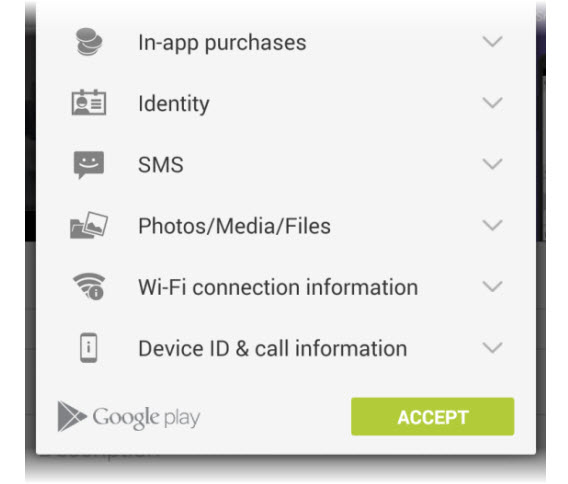 In-app purchases
Identity
SMS
Photos/Media/Files
Wi-Fi connection information
Device ID & call information
Google play
ACCEPT